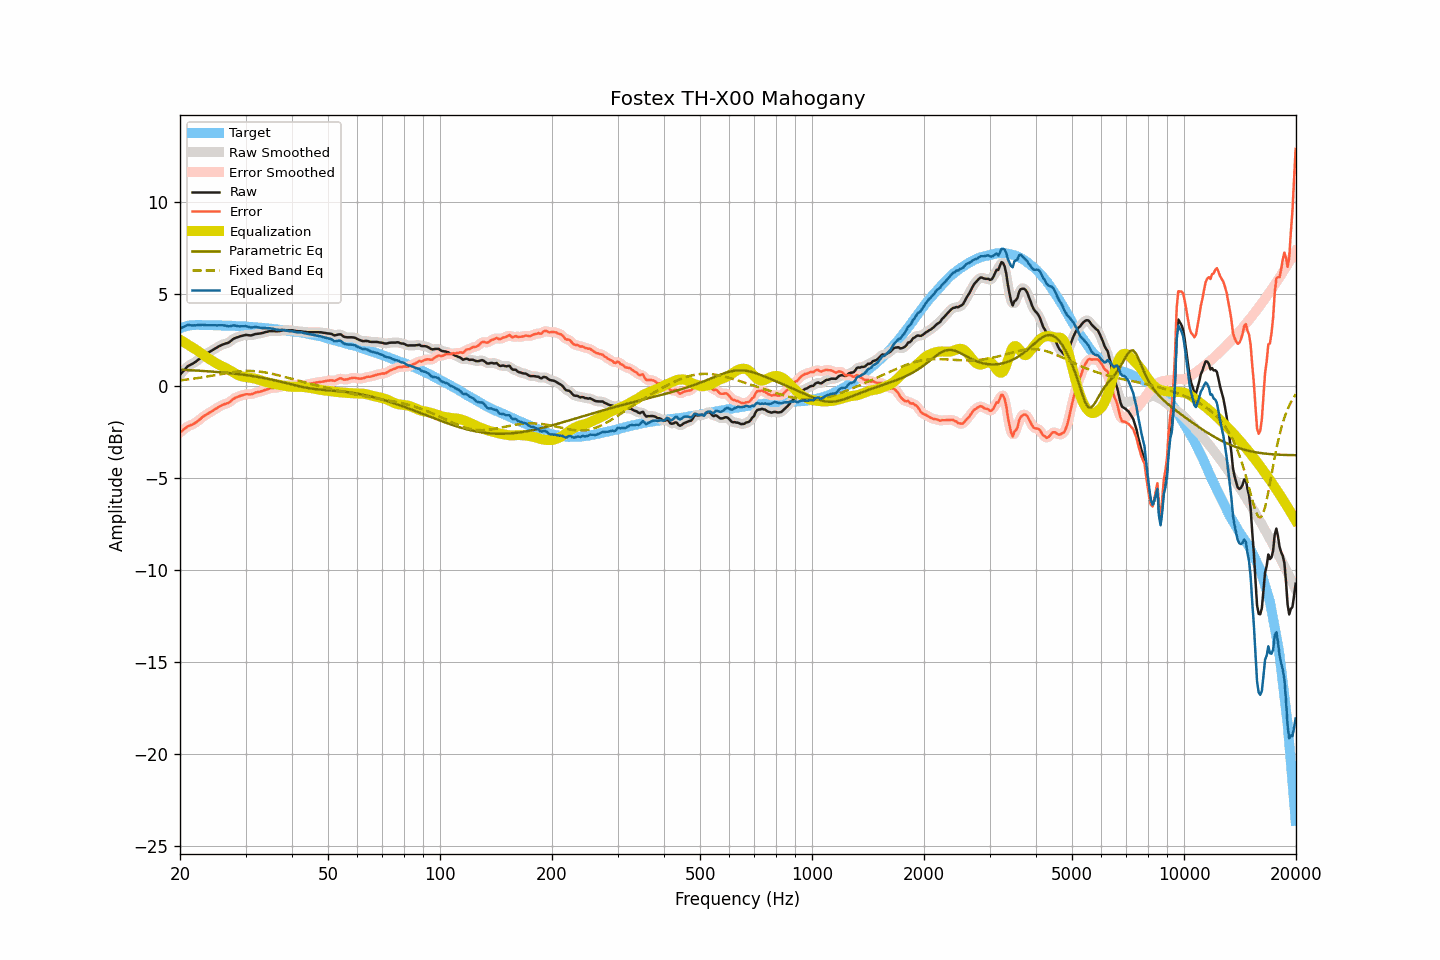 Fostex TH-X00 Mahogany
Target
Raw Smoothed
Error Smoothed
Raw
Error
Equalization
Parametric Eq
Fixed Band Eq
Equalized
10
5
0
−5
−10
−15
−20
−25
Amplitude (dBr)
20 50 100 200 500 1000 2000 5000 10000 20000
Frequency (Hz)